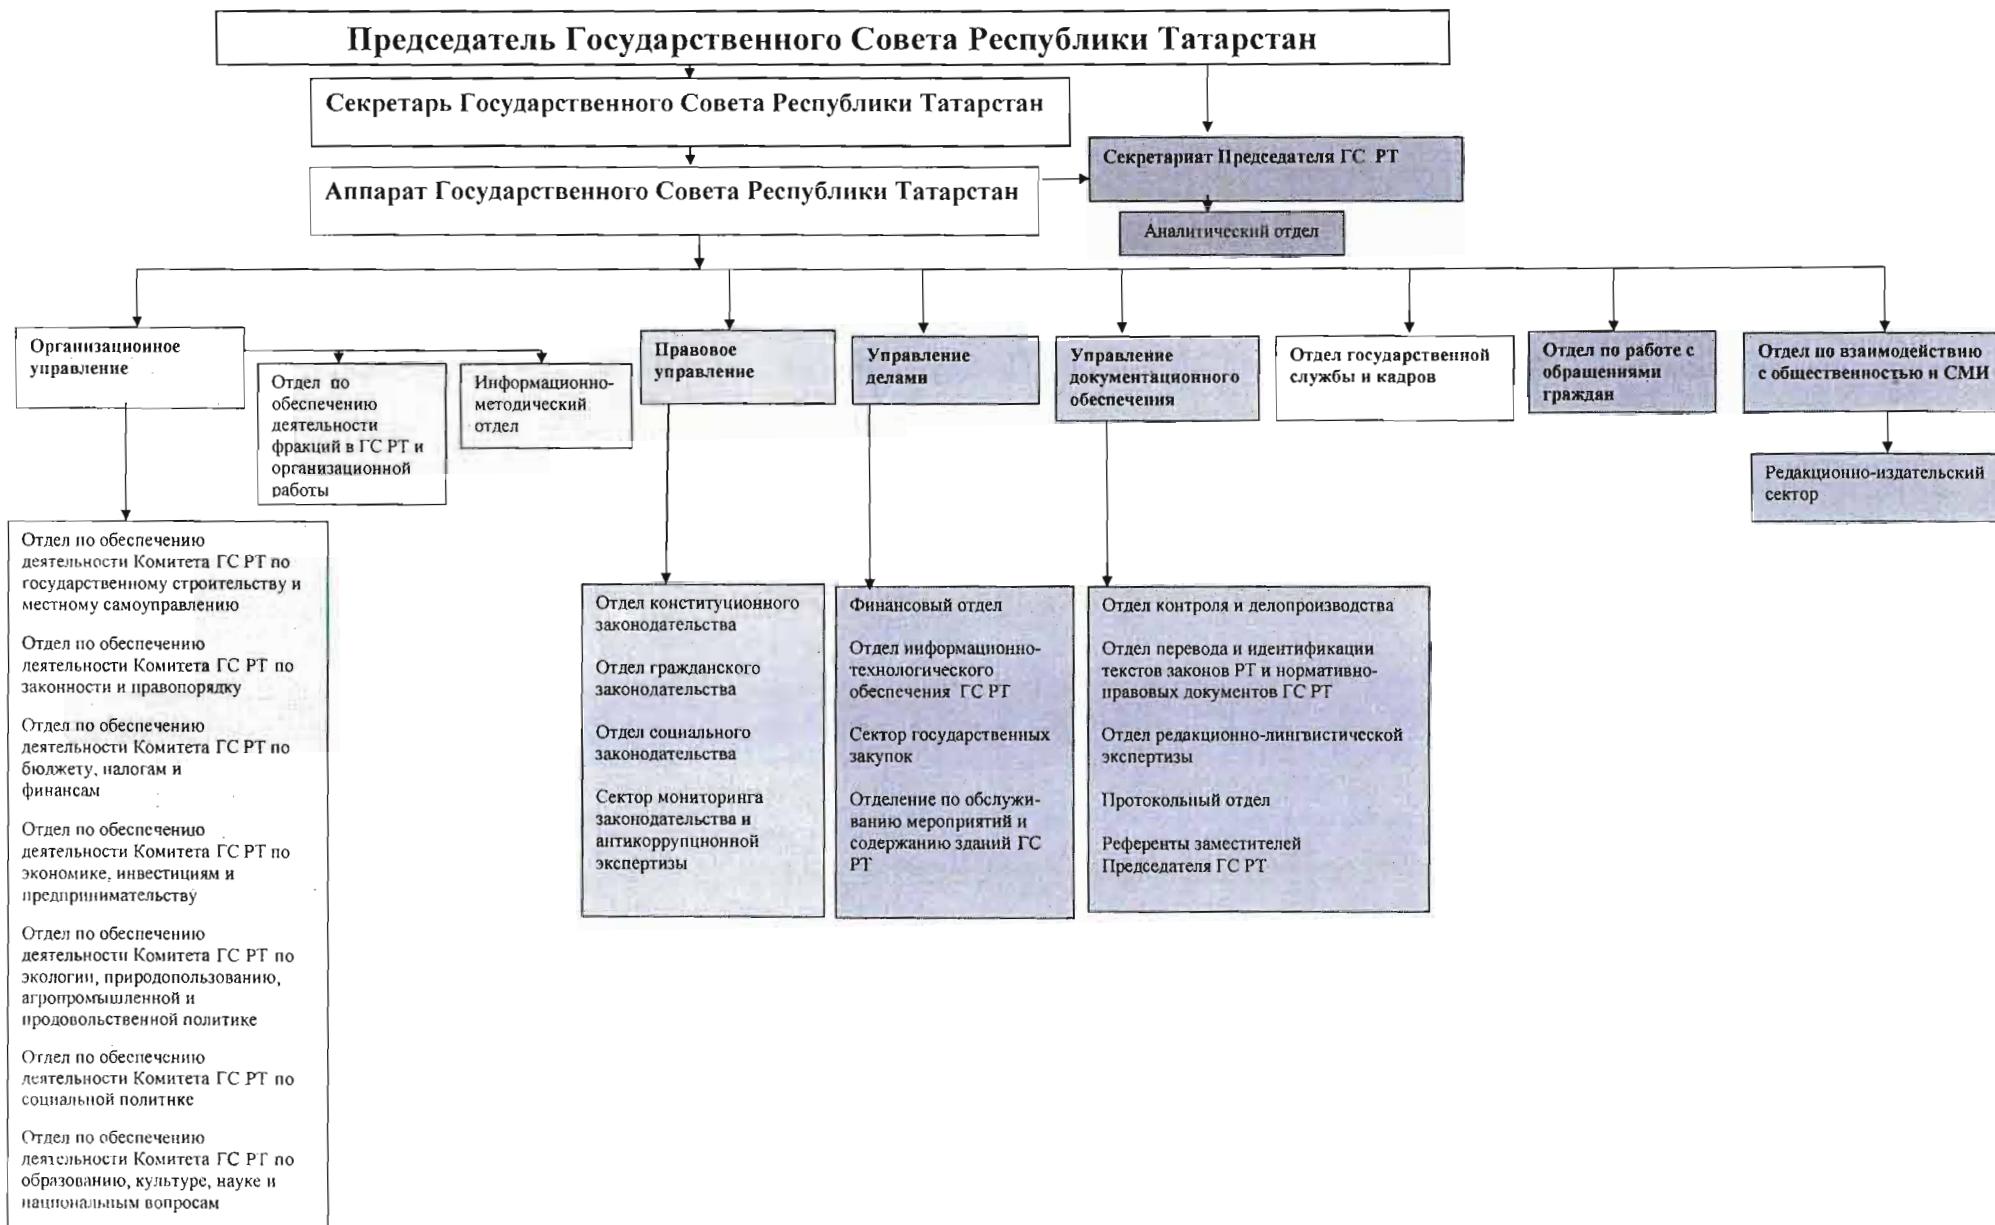 Председатель Государственного Совета Республики Татарстан
Секретарь Государственного Совета Республики Татарстан
Аппарат Государственного Совета Республики Татарстан
Секретариат Председателя ГС РТ
Аналитический отдел
Организационное
управление
Отдел по
обеспечению
деятельности
фракций в ГС РТ и
организационной
работы
Информационно-
методический
отдел
Правовое
управление
Управление
делами
Управление
документационного
обеспечения
Отдел государственной
службы и кадров
Отдел по работе с
обращениями
граждан
Отдел по взаимодействию
с общественностью и СМИ
Редакционно-издательский
сектор
Отдел по обеспечению
деятельности Комитета ГС РТ по
государственному строительству и
местному самоуправлению
Отдел по обеспечению
деятельности Комитета ГС РТ по
законности и правопорядку
Отдел по обеспечению
деятельности Комитета ГС РТ по
бюджету, налогам и
финансам
Отдел по обеспечению
деятельности Комитета ГС РТ по
экономике, инвестициям и
предпринимательству
Отдел по обеспечению
деятельности Комитета ГС РТ по
экологии, природопользованию,
агропромышленной и
продовольственной политике
Отдел по обеспечению
деятельности Комитета ГС РТ по
социальной политике
Отдел по обеспечению
деятельности Комитета ГС РТ по
образованию, культуре, науке и
национальным вопросам
Отдел конституционного
законодательства
Отдел гражданского
законодательства
Отдел социального
законодательства
Сектор мониторинга
законодательства и
антикоррупционной
экспертизы
Финансовый отдел
Отдел информационно-
технологического
обеспечения ГС РТ
Сектор государственных
закупок
Отделение по обслужи-
ванию мероприятий и
содержанию зданий ГС
РТ
Отдел контроля и делопроизводства
Отдел перевода и идентификации
текстов законов РТ и нормативно-
правовых документов ГС РТ
Отдел редакционно-лингвистической
экспертизы
Протокольный отдел
Референты заместителей
Председателя ГС РТ